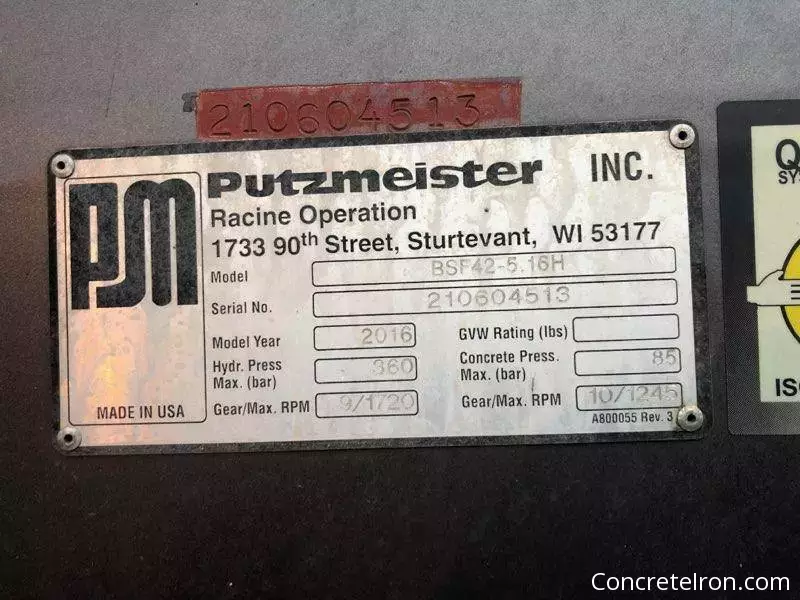 210604513
PM
Putzmeister INC.
Racine Operation
1733 90th Street, Sturtevant, WI 53177
Model BSF42-5.16H
Serial No. 210604513
Model Year 2016 GVW Rating (lbs)
Hydr. Press Max. (bar) 360 Concrete Press. Max. (bar) 85
Gear/Max. RPM 9/1720 Gear/Max. RPM 10/1245
MADE IN USA
A800055 Rev. 3
ConcreteIron.com